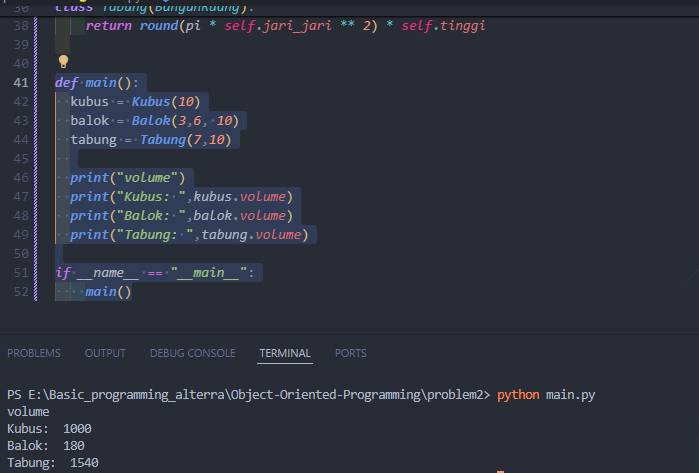 class Tabung(BangunRuang):
38 return round(pi * self.jari_jari ** 2) * self.tinggi
39
40
41 def main():
42 kubus = Kubus(10)
43 balok = Balok(3,6, 10)
44 tabung = Tabung(7,10)
45
46 print("volume")
47 print("Kubus: ",kubus.volume)
48 print("Balok: ",balok.volume)
49 print("Tabung: ",tabung.volume)
50
51 if __name__ == "__main__":
52 main()
PROBLEMS OUTPUT DEBUG CONSOLE TERMINAL PORTS
PS E:\Basic_programming_alterra\Object-Oriented-Programming\problem2> python main.py
volume
Kubus:  1000
Balok:  180
Tabung:  1540